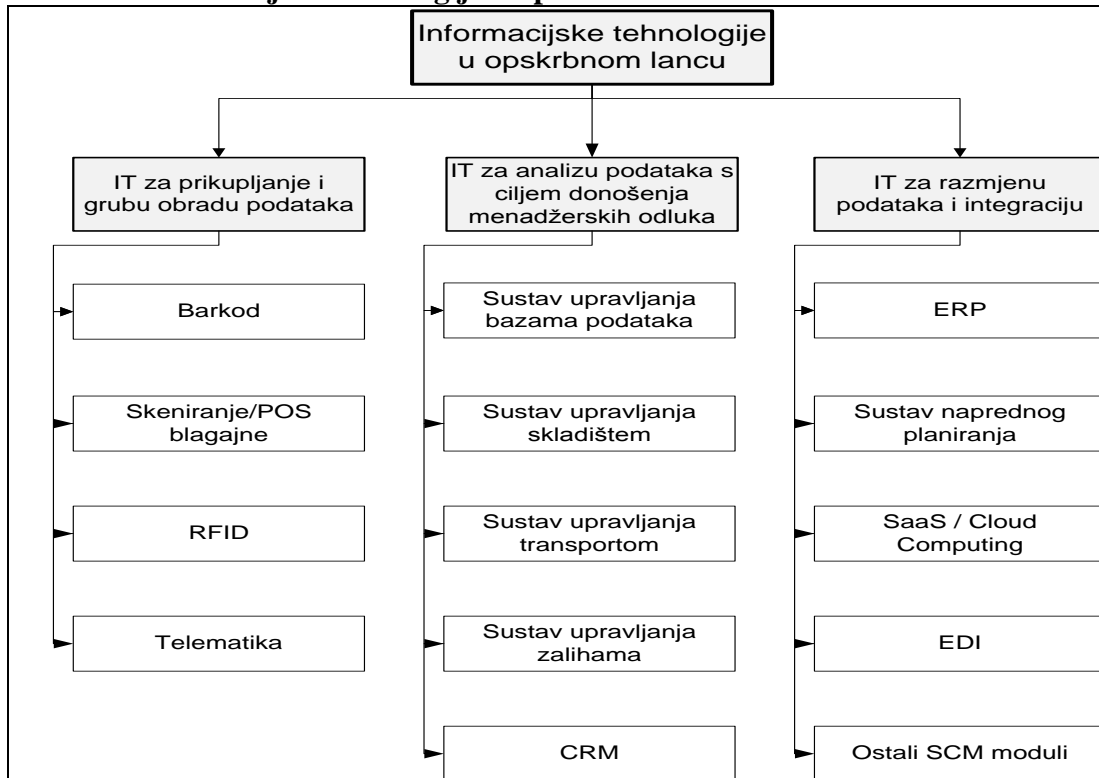 Informacijske tehnologije
u opskrbnom lancu
IT za prikupljanje i
grubu obradu podataka
Barkod
Skeniranje/POS
blagajne
RFID
Telematika
IT za analizu podataka s
ciljem donošenja
menadžerskih odluka
Sustav upravljanja
bazama podataka
Sustav upravljanja
skladištem
Sustav upravljanja
transportom
Sustav upravljanja
zalihama
CRM
IT za razmjenu
podataka i integraciju
ERP
Sustav naprednog
planiranja
SaaS / Cloud
Computing
EDI
Ostali SCM moduli